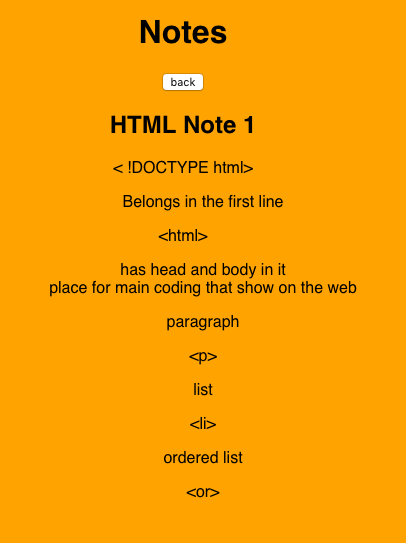 Notes
back
HTML Note 1
< !DOCTYPE html>
Belongs in the first line
<html>
has head and body in it
place for main coding that show on the web
paragraph
<p>
list
<li>
ordered list
<or>